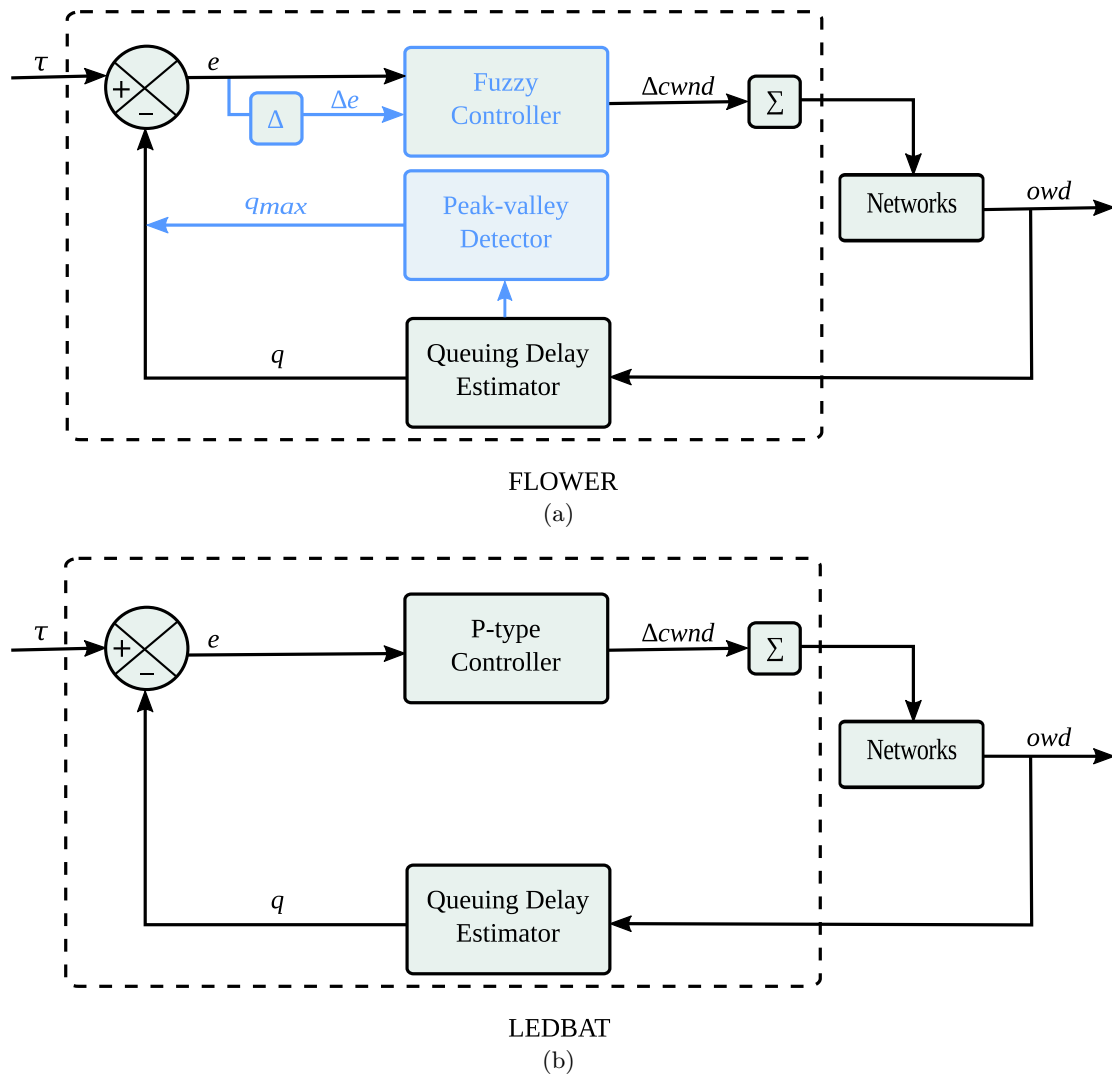 τ
e
Fuzzy
Controller
Δcwnd
Σ
+
−
Δ
Δe
Networks
owd
q_max
Peak-valley
Detector
q
Queuing Delay
Estimator
FLOWER
(a)
τ
e
P-type
Controller
Δcwnd
Σ
+
−
Networks
owd
q
Queuing Delay
Estimator
LEDBAT
(b)